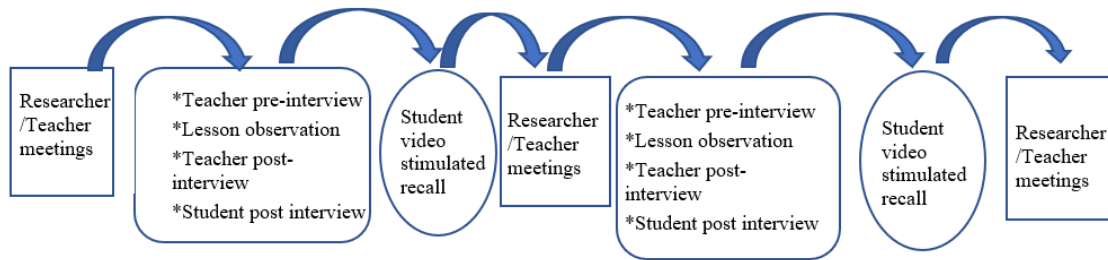 Researcher
/Teacher
meetings
*Teacher pre-interview
*Lesson observation
*Teacher post-
interview
*Student post interview
Student
video
stimulated
recall
Researcher
/Teacher
meetings
*Teacher pre-interview
*Lesson observation
*Teacher post-
interview
*Student post interview
Student
video
stimulated
recall
Researcher
/Teacher
meetings